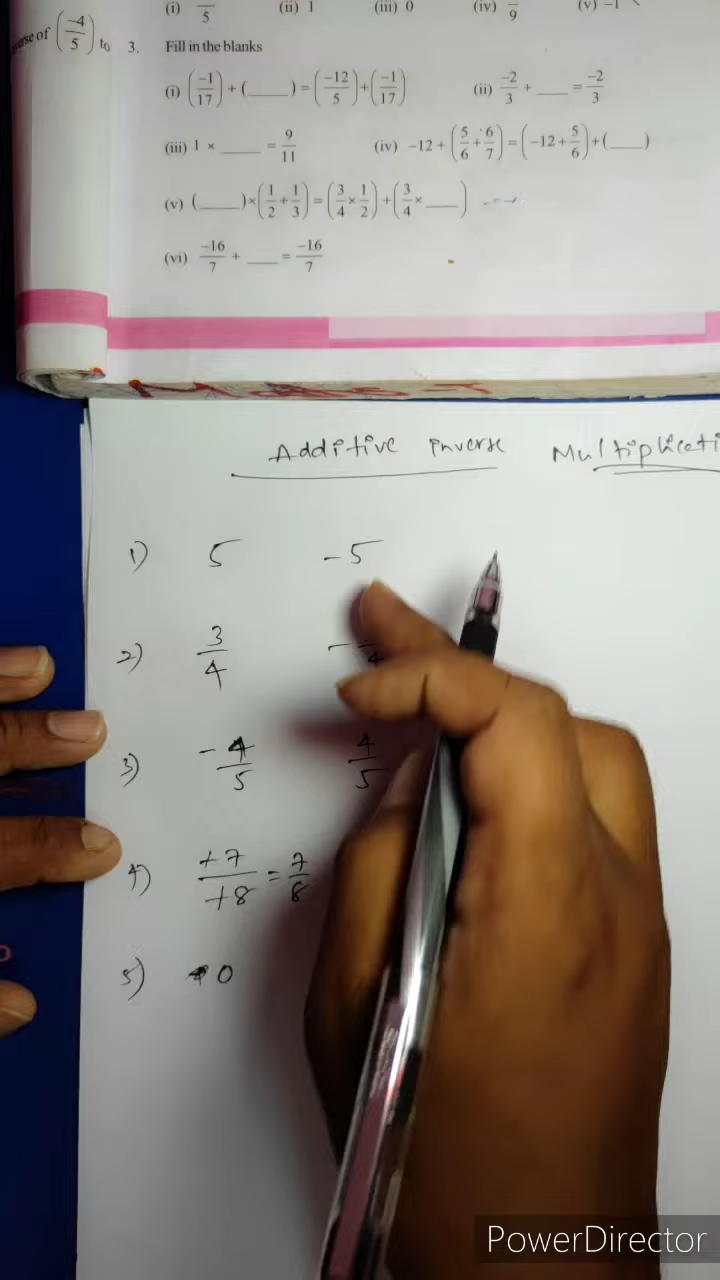 (i) 5 (ii) 1 (iii) 0 (iv) 9 (v) -1
of (-4/5) to 3. Fill in the blanks
(i) (-1/17) + (____) = (-12/5) + (-1/17) (ii) -2/3 + ____ = -2/3
(iii) 1 × ____ = 9/11 (iv) -12 + (5/6 + 6/7) = (-12 + 5/6) + (____)
(v) (____) × (1/2 + 1/3) = (3/4 × 1/2) + (3/4 × ____)
(vi) -16/7 + ____ = -16/7
Additive inverse Multiplicati
1) 5 -5
2) 3/4
3) -4/5 4/5
4) +7/+8 = 7/8
5) 0
PowerDirector